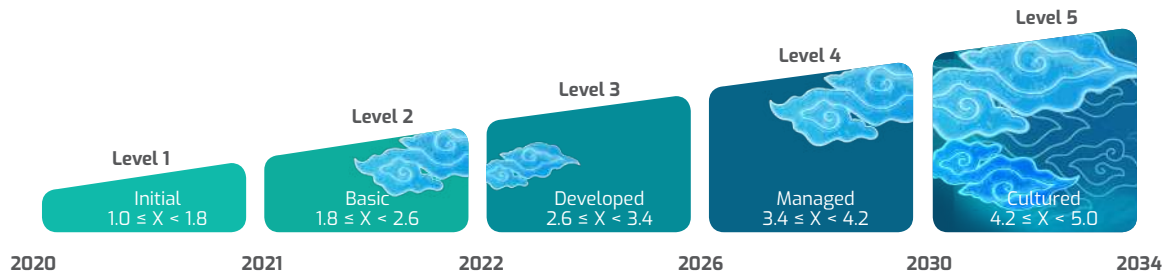 Level 1
Initial
1.0 ≤ X < 1.8
Level 2
Basic
1.8 ≤ X < 2.6
Level 3
Developed
2.6 ≤ X < 3.4
Level 4
Managed
3.4 ≤ X < 4.2
Level 5
Cultured
4.2 ≤ X < 5.0
2020 2021 2022 2026 2030 2034